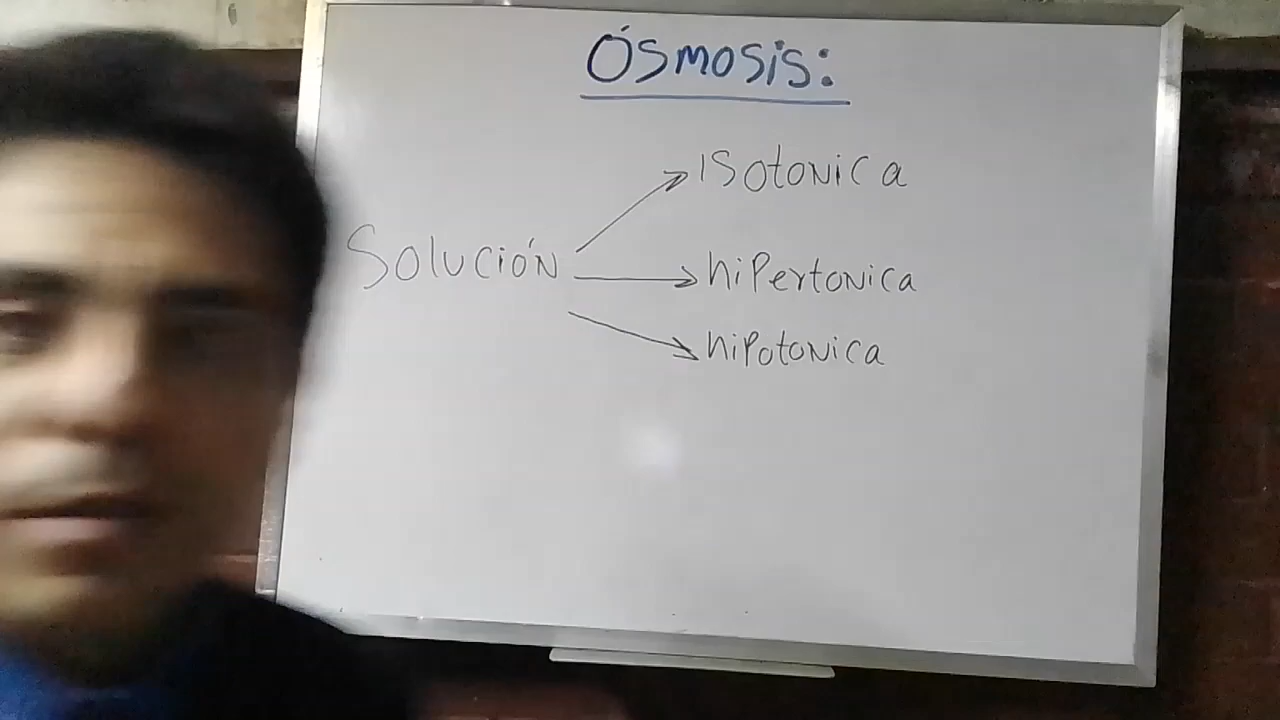 Ósmosis:
isotonica
Solución
hipertonica
hipotonica